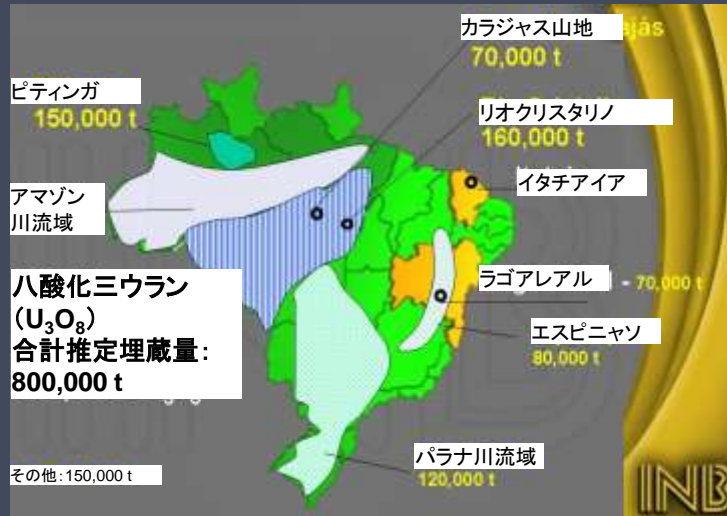 カラジャス山地
ajás
70,000 t
ピティンガ
150,000 t
リオクリスタリノ
160,000 t
イタチアイア
アマゾン
川流域
ラゴアレアル
l - 70,000 t
八酸化三ウラン
(U₃O₈)
合計推定埋蔵量:
800,000 t
エスピニャソ
80,000 t
パラナ川流域
120,000 t
その他:150,000 t
INB